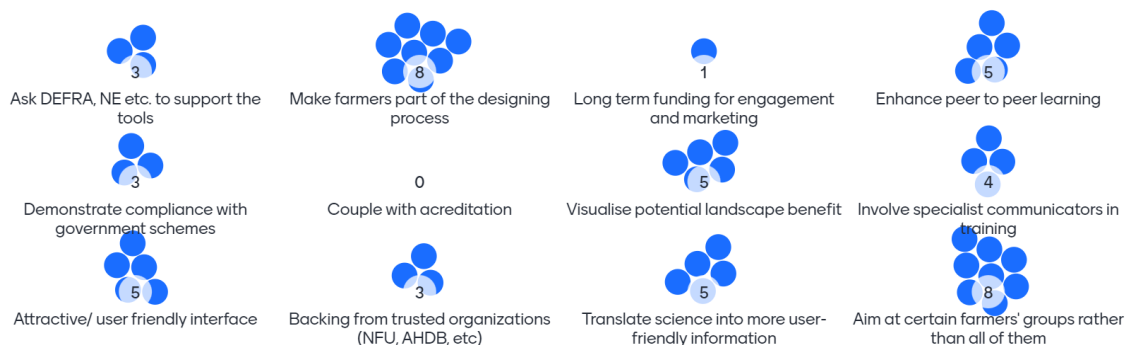 3
8
1
5
Ask DEFRA, NE etc. to support the
tools
Make farmers part of the designing
process
Long term funding for engagement
and marketing
Enhance peer to peer learning
3
0
5
4
Demonstrate compliance with
government schemes
Couple with acreditation
Visualise potential landscape benefit
Involve specialist communicators in
training
5
3
5
8
Attractive/ user friendly interface
Backing from trusted organizations
(NFU, AHDB, etc)
Translate science into more user-
friendly information
Aim at certain farmers' groups rather
than all of them